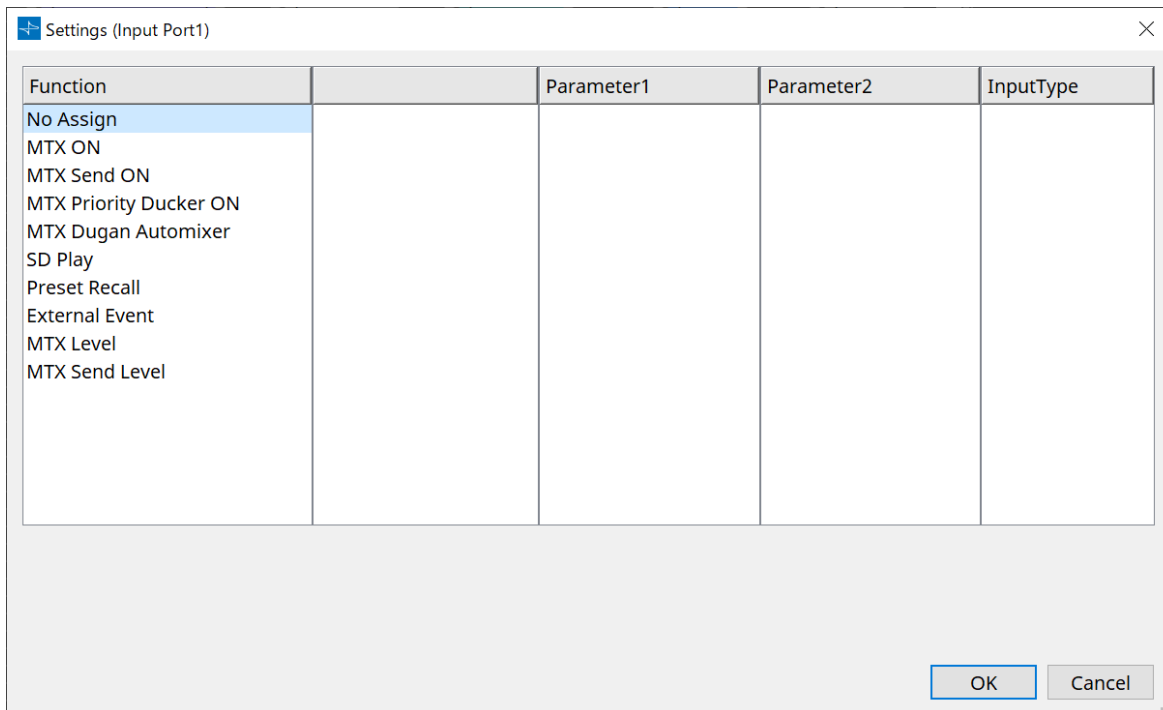 Settings (Input Port1)
Function Parameter1 Parameter2 InputType
No Assign
MTX ON
MTX Send ON
MTX Priority Ducker ON
MTX Dugan Automixer
SD Play
Preset Recall
External Event
MTX Level
MTX Send Level
OK Cancel